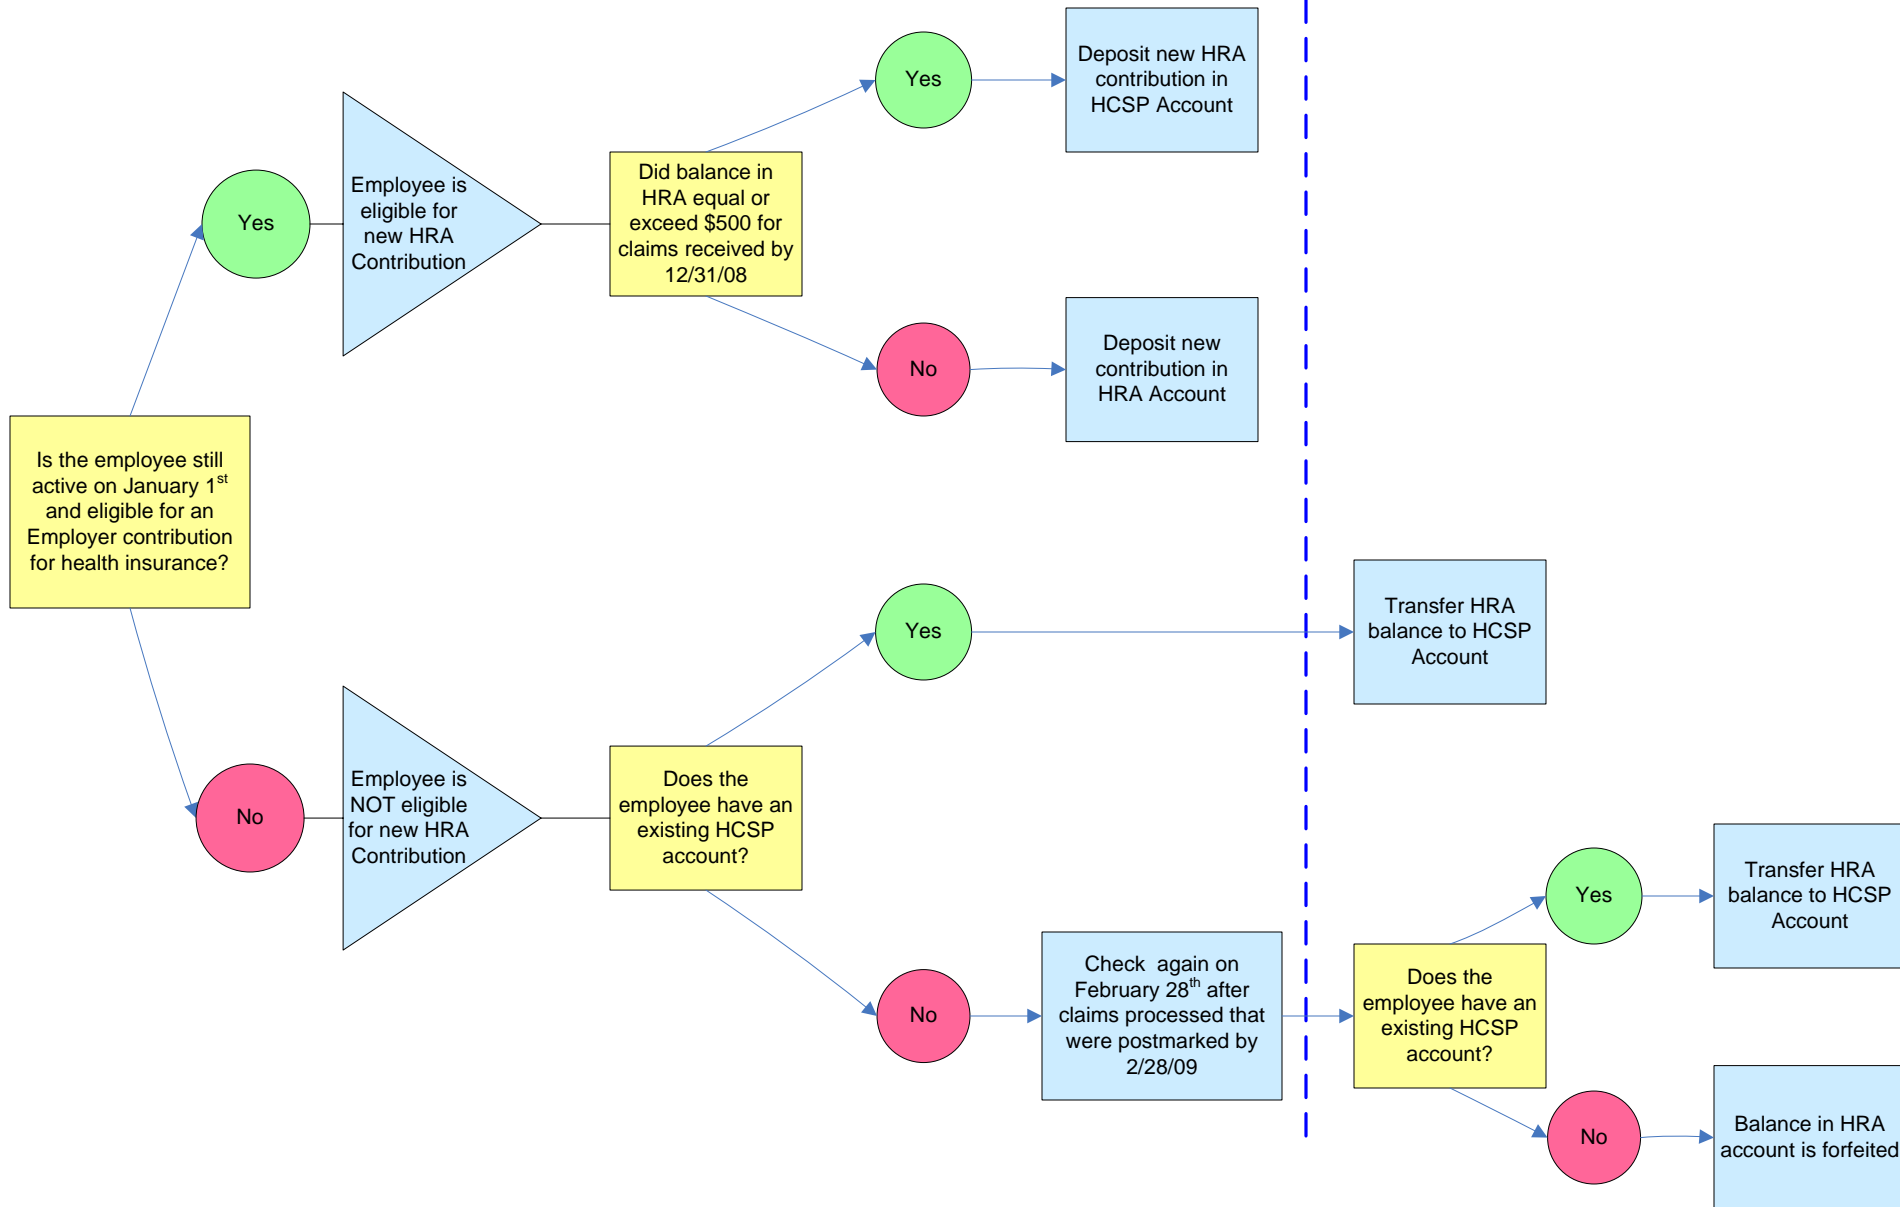 Yes
Deposit new HRA
contribution in
HCSP Account
Employee is
eligible for
new HRA
Contribution
Yes
Did balance in
HRA equal or
exceed $500 for
claims received by
12/31/08
No
Deposit new
contribution in
HRA Account
Is the employee still
active on January 1st
and eligible for an
Employer contribution
for health insurance?
Yes
Transfer HRA
balance to HCSP
Account
No
Employee is
NOT eligible
for new HRA
Contribution
Does the
employee have an
existing HCSP
account?
Yes
Transfer HRA
balance to HCSP
Account
No
Check  again on
February 28th after
claims processed that
were postmarked by
2/28/09
Does the
employee have an
existing HCSP
account?
No
Balance in HRA
account is forfeited